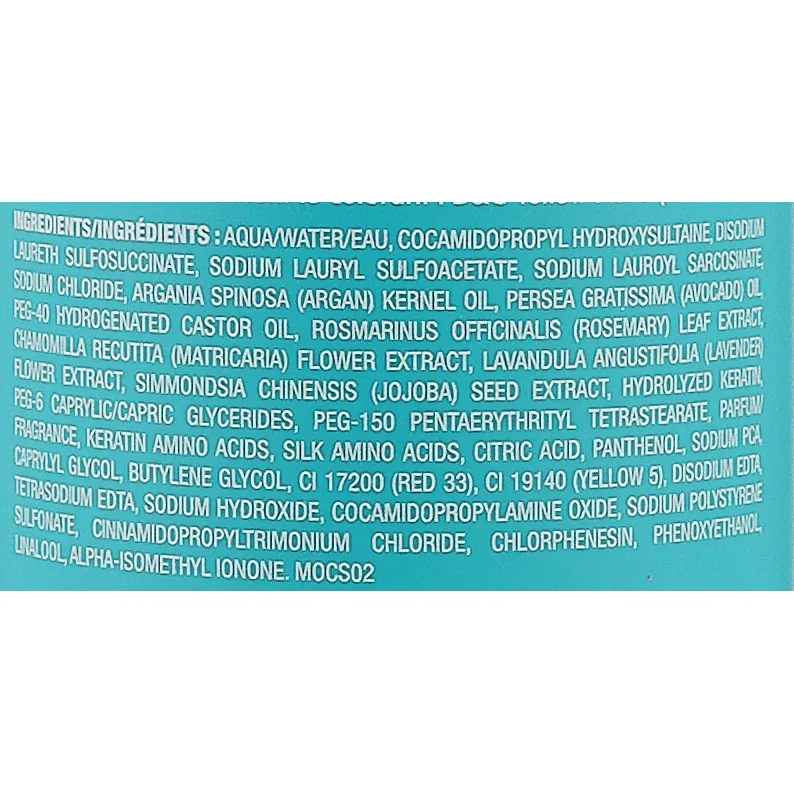 INGREDIENTS/INGRÉDIENTS : AQUA/WATER/EAU, COCAMIDOPROPYL HYDROXYSULTAINE, DISODIUM
LAURETH SULFOSUCCINATE, SODIUM LAURYL SULFOACETATE, SODIUM LAUROYL SARCOSINATE,
SODIUM CHLORIDE, ARGANIA SPINOSA (ARGAN) KERNEL OIL, PERSEA GRATISSIMA (AVOCADO) OIL,
PEG-40 HYDROGENATED CASTOR OIL, ROSMARINUS OFFICINALIS (ROSEMARY) LEAF EXTRACT,
CHAMOMILLA RECUTITA (MATRICARIA) FLOWER EXTRACT, LAVANDULA ANGUSTIFOLIA (LAVENDER)
FLOWER EXTRACT, SIMMONDSIA CHINENSIS (JOJOBA) SEED EXTRACT, HYDROLYZED KERATIN,
PEG-6 CAPRYLIC/CAPRIC GLYCERIDES, PEG-150 PENTAERYTHRITYL TETRASTEARATE, PARFUM/
FRAGRANCE, KERATIN AMINO ACIDS, SILK AMINO ACIDS, CITRIC ACID, PANTHENOL, SODIUM PCA,
CAPRYLYL GLYCOL, BUTYLENE GLYCOL, CI 17200 (RED 33), CI 19140 (YELLOW 5), DISODIUM EDTA,
TETRASODIUM EDTA, SODIUM HYDROXIDE, COCAMIDOPROPYLAMINE OXIDE, SODIUM POLYSTYRENE
SULFONATE, CINNAMIDOPROPYLTRIMONIUM CHLORIDE, CHLORPHENESIN, PHENOXYETHANOL,
LINALOOL, ALPHA-ISOMETHYL IONONE. MOCS02